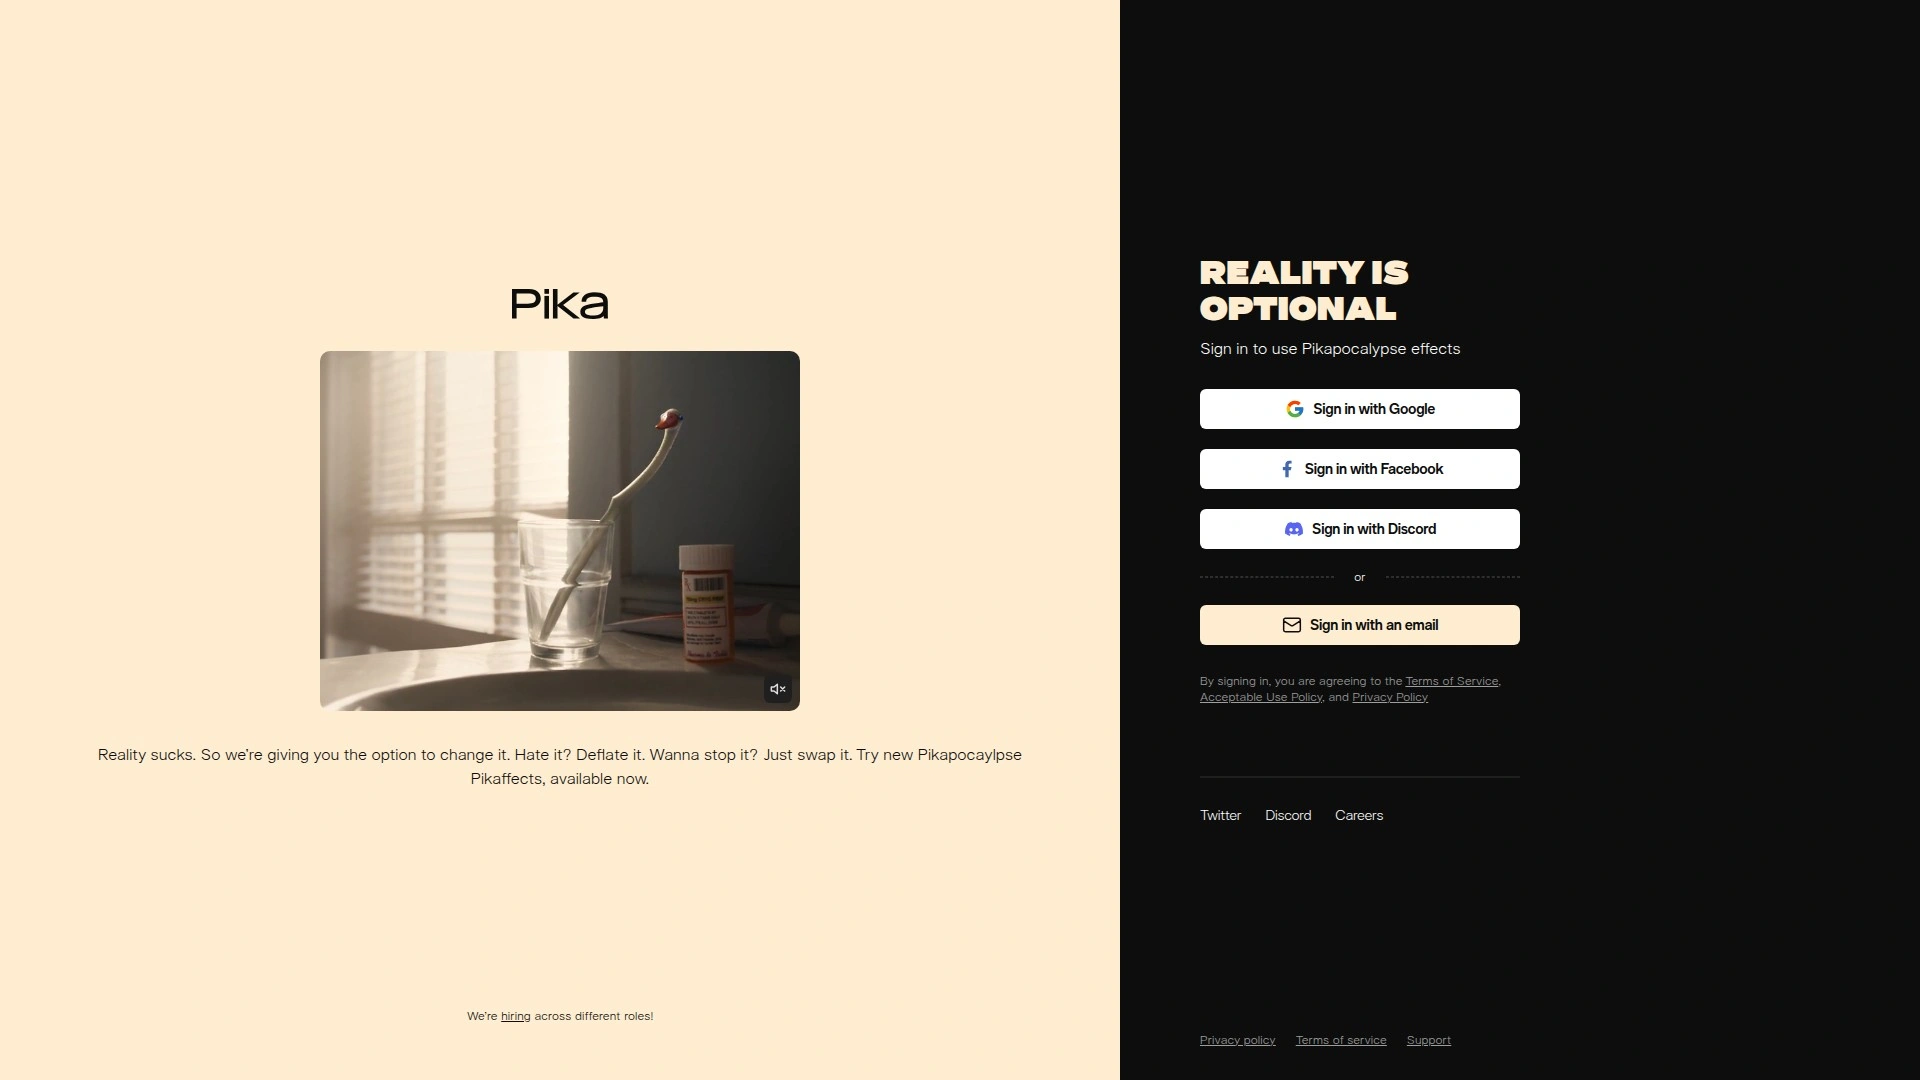 Pika
Reality sucks. So we're giving you the option to change it. Hate it? Deflate it. Wanna stop it? Just swap it. Try new Pikapocaylpse
Pikaffects, available now.
We're hiring across different roles!
REALITY IS
OPTIONAL
Sign in to use Pikapocalypse effects
Sign in with Google
Sign in with Facebook
Sign in with Discord
or
Sign in with an email
By signing in, you are agreeing to the Terms of Service,
Acceptable Use Policy, and Privacy Policy
Twitter Discord Careers
Privacy policy Terms of service Support